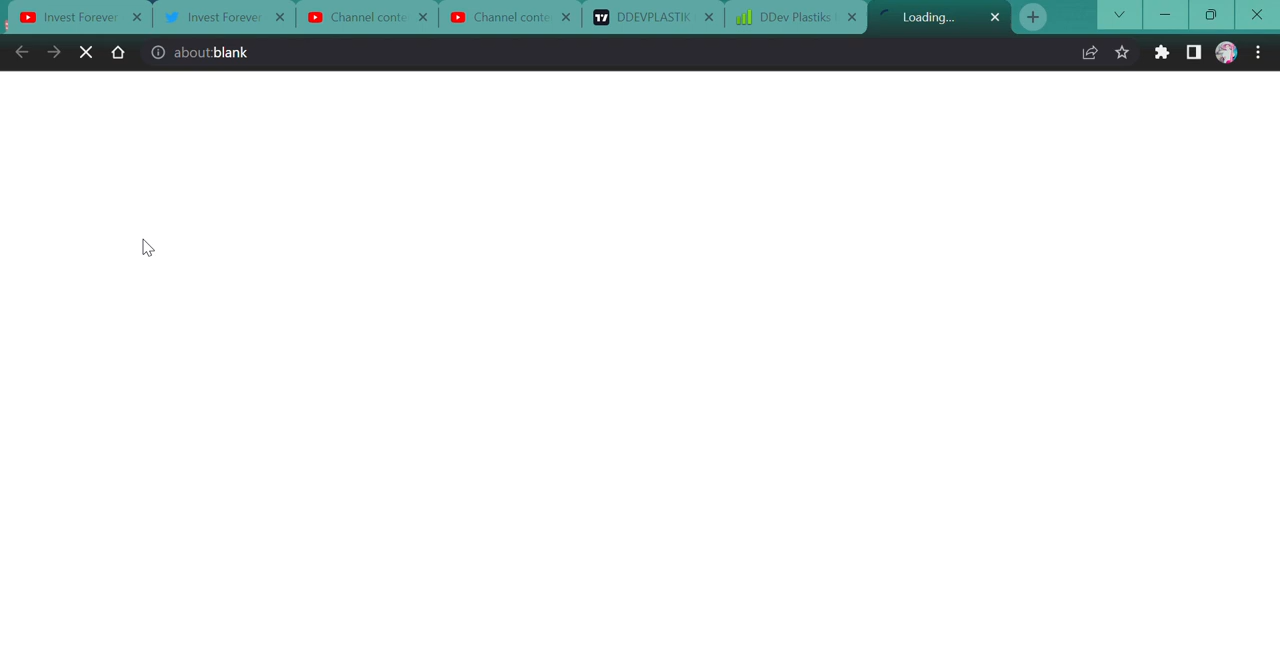 Invest Forever
Invest Forever
Channel conte
Channel conte
DDEVPLASTIK
DDev Plastiks
Loading...
about:blank